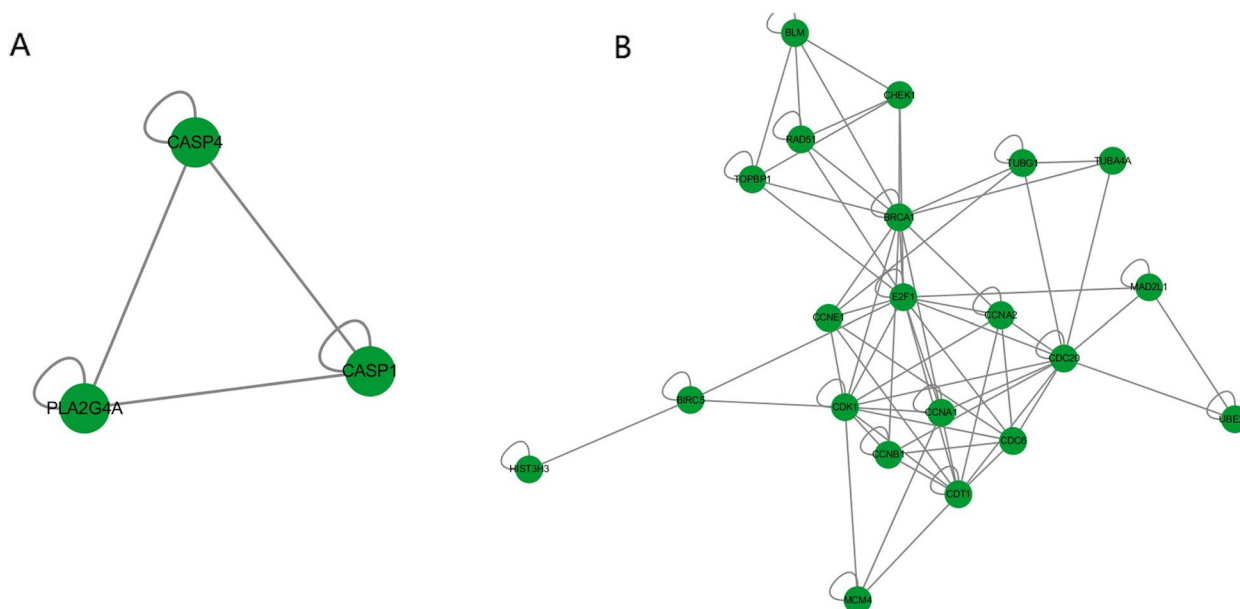 A
B
CASP4
CASP1
PLA2G4A
BLM
CHEK1
RAD51
TOPBP1
TUBG1
TUBA4A
BRCA1
MAD2L1
E2F1
CCNE1
CCNA2
CDC20
BIRC5
CDK1
CCNA1
CDC6
CCNB1
HIST3H3
CDT1
MCM4